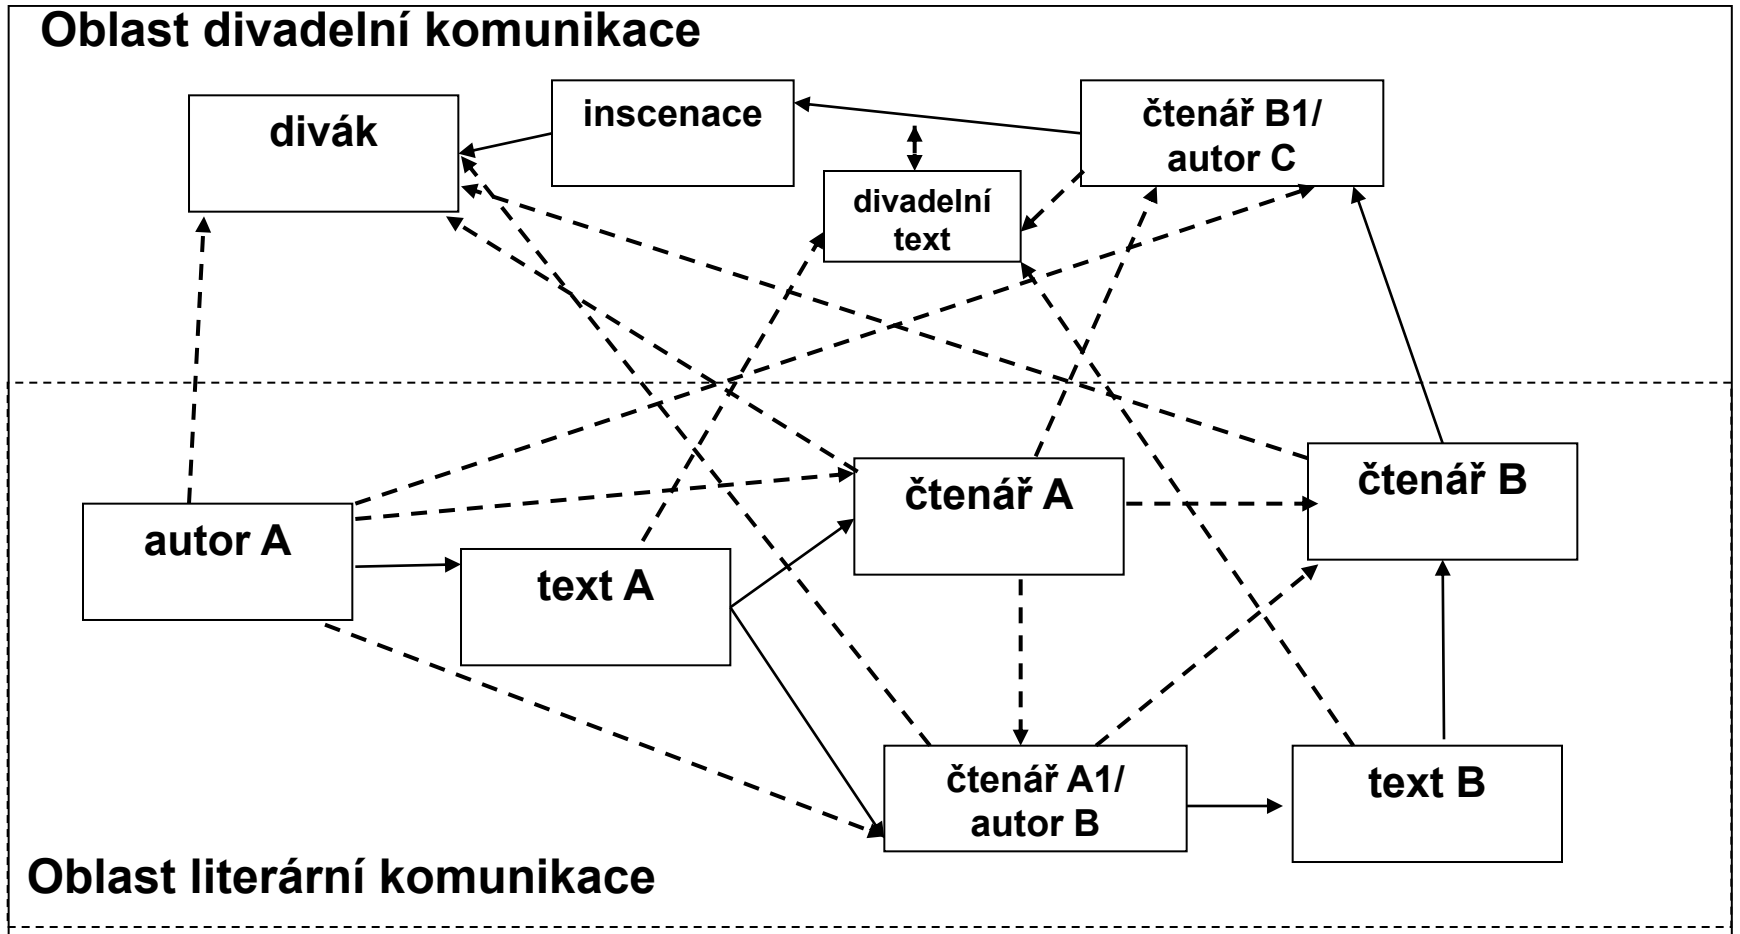 Oblast divadelní komunikace
divák
inscenace
čtenář B1/
autor C
divadelní
text
autor A
text A
čtenář A
čtenář B
čtenář A1/
autor B
text B
Oblast literární komunikace